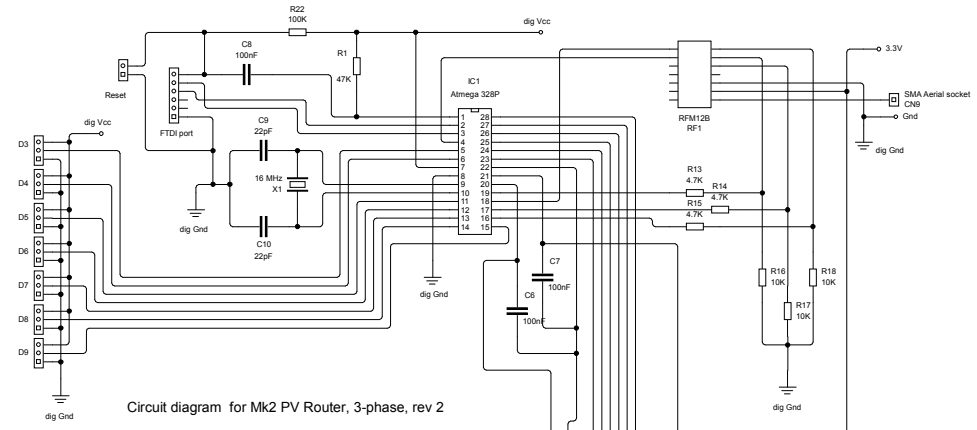 R22
100K
dig Vcc
C8
100nF
R1
47K
3.3V
Reset
IC1
Atmega 328P
SMA Aerial socket
CN9
Gnd
RFM12B
RF1
FTDI port
dig Gnd
dig Vcc
C9
22pF
16 MHz
X1
C10
22pF
dig Gnd
1 28
2 27
3 26
4 25
5 24
6 23
7 22
8 21
9 20
10 19
11 18
12 17
13 16
14 15
D3
D4
D5
D6
D7
D8
D9
R13
4.7K
R14
4.7K
R15
4.7K
dig Gnd
C7
100nF
C6
100nF
R16
10K
R18
10K
R17
10K
dig Gnd
dig Gnd
Circuit diagram for Mk2 PV Router, 3-phase, rev 2